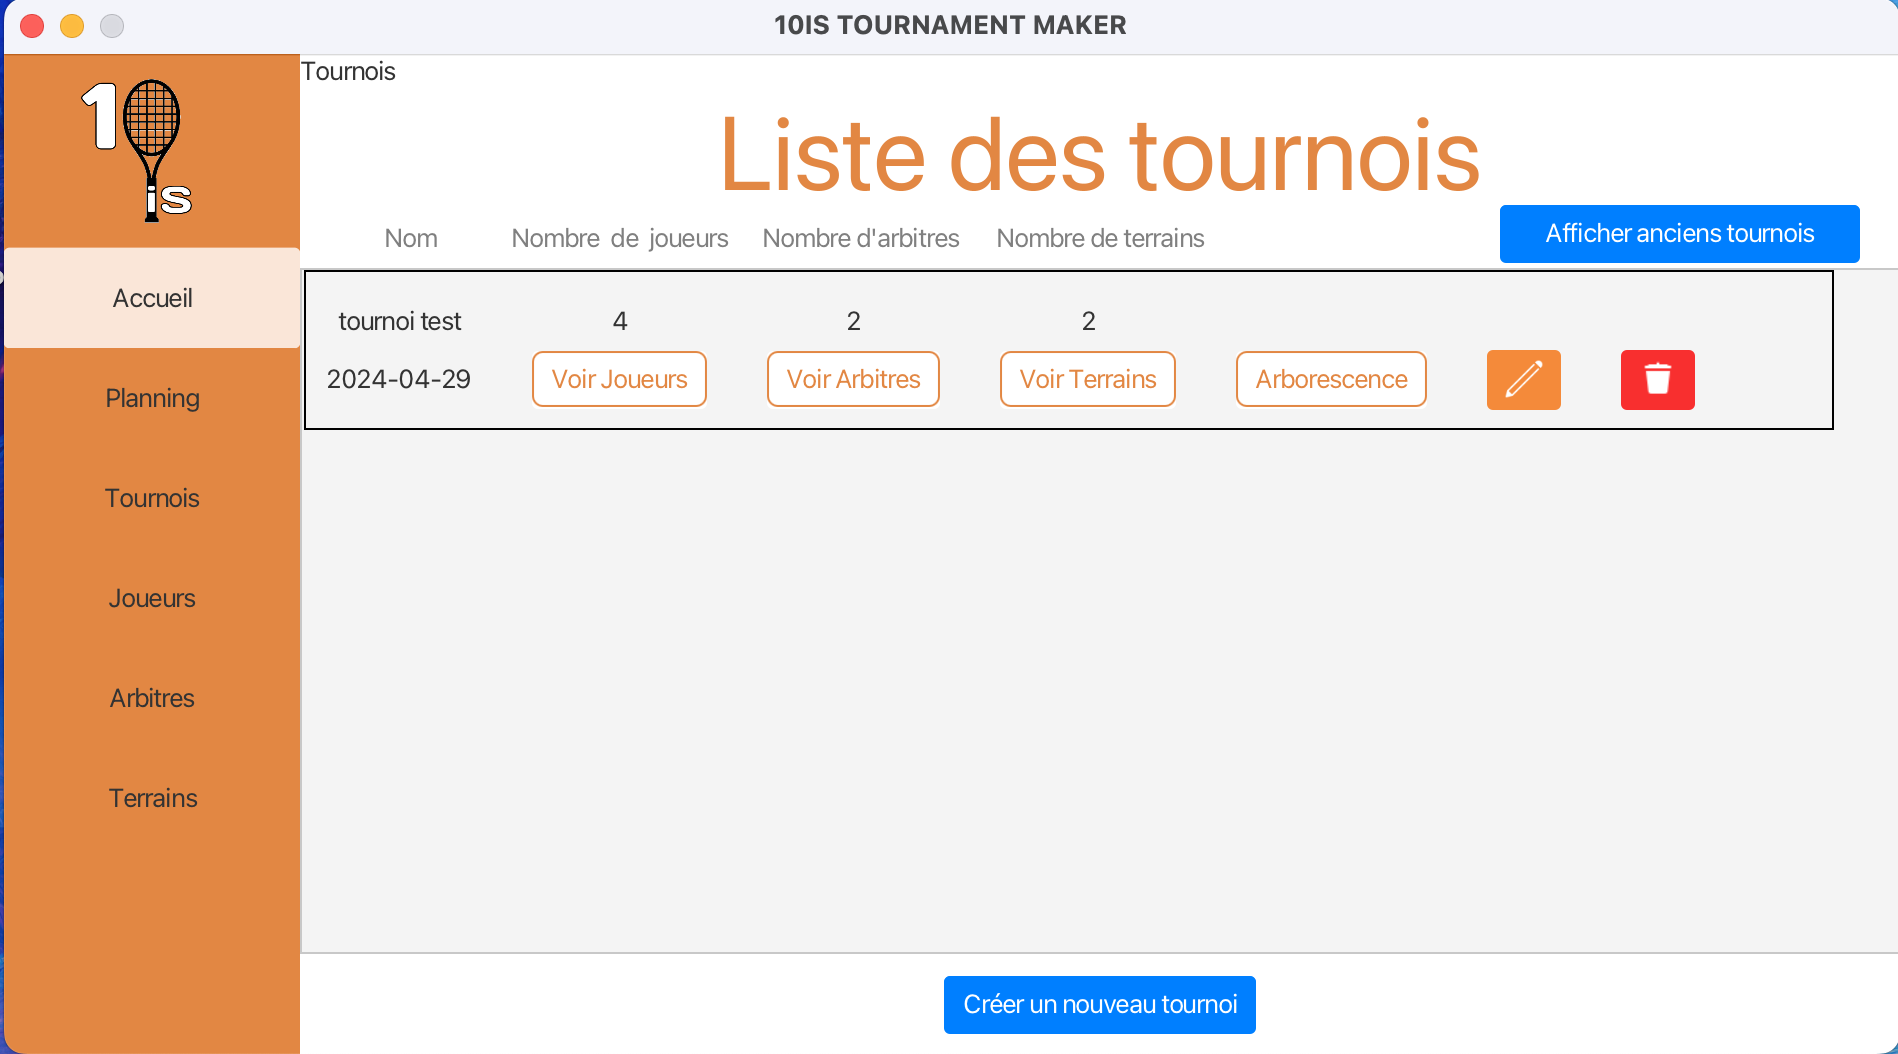 10IS TOURNAMENT MAKER
10
is
Accueil
Planning
Tournois
Joueurs
Arbitres
Terrains
Tournois
Liste des tournois
Nom Nombre de joueurs Nombre d'arbitres Nombre de terrains Afficher anciens tournois
tournoi test 4 2 2
2024-04-29 Voir Joueurs Voir Arbitres Voir Terrains Arborescence
Créer un nouveau tournoi